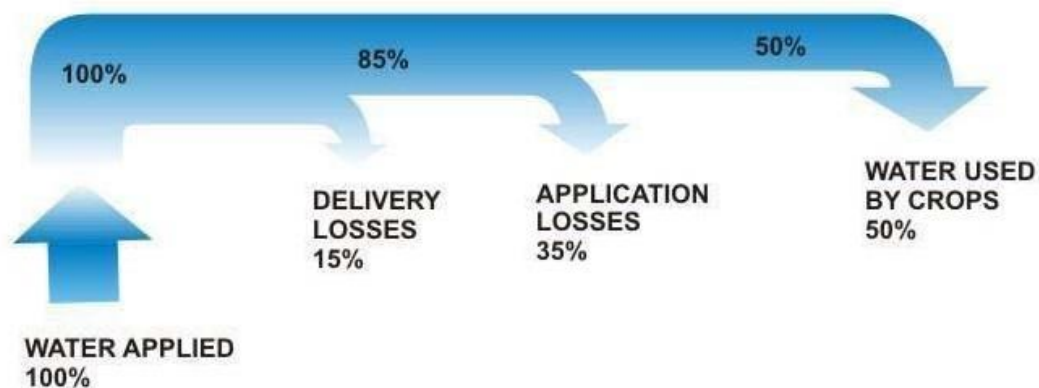 100%
85%
50%
DELIVERY
LOSSES
15%
APPLICATION
LOSSES
35%
WATER USED
BY CROPS
50%
WATER APPLIED
100%